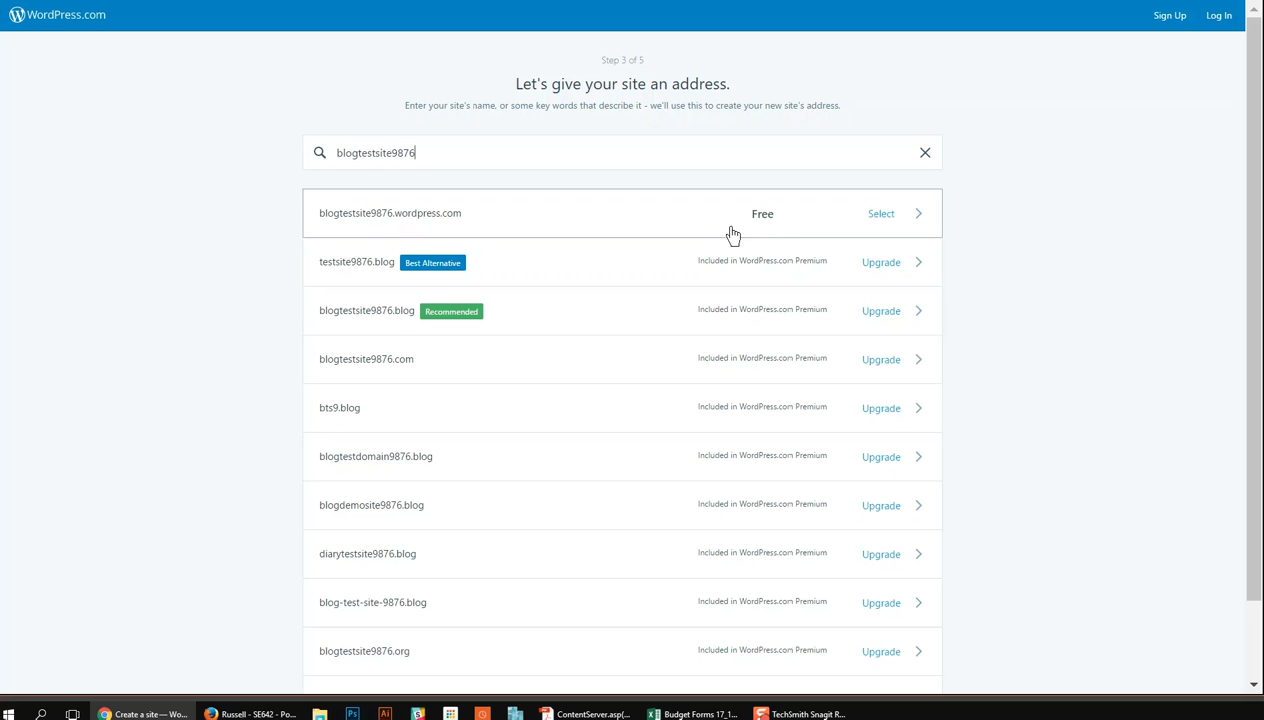 WordPress.com
Sign Up
Log In
Step 3 of 5
Let's give your site an address.
Enter your site's name, or some key words that describe it - we'll use this to create your new site's address.
blogtestsite9876
blogtestsite9876.wordpress.com Free Select
testsite9876.blog Best Alternative Included in WordPress.com Premium Upgrade
blogtestsite9876.blog Recommended Included in WordPress.com Premium Upgrade
blogtestsite9876.com Included in WordPress.com Premium Upgrade
bts9.blog Included in WordPress.com Premium Upgrade
blogtestdomain9876.blog Included in WordPress.com Premium Upgrade
blogdemosite9876.blog Included in WordPress.com Premium Upgrade
diarytestsite9876.blog Included in WordPress.com Premium Upgrade
blog-test-site-9876.blog Included in WordPress.com Premium Upgrade
blogtestsite9876.org Included in WordPress.com Premium Upgrade
Create a site — Wo... Russell - SE642 - Po... Ps Ai ContentServer.asp(... Budget Forms 17_1... TechSmith Snagit R...